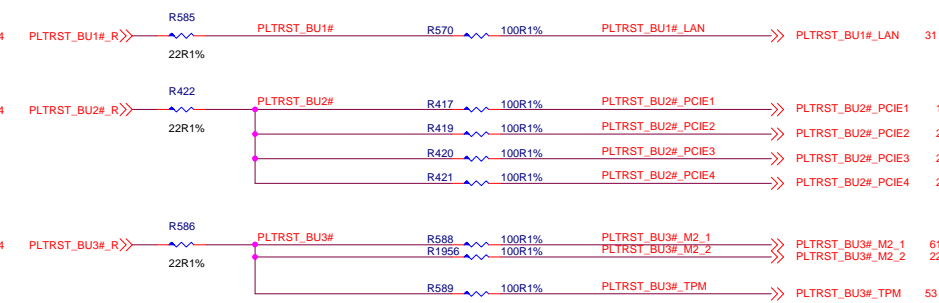 R585
4 PLTRST_BU1#_R PLTRST_BU1# R570 100R1% PLTRST_BU1#_LAN PLTRST_BU1#_LAN 31
22R1%
R422
4 PLTRST_BU2#_R PLTRST_BU2# R417 100R1% PLTRST_BU2#_PCIE1 PLTRST_BU2#_PCIE1 1
22R1% R419 100R1% PLTRST_BU2#_PCIE2 PLTRST_BU2#_PCIE2 2
R420 100R1% PLTRST_BU2#_PCIE3 PLTRST_BU2#_PCIE3 2
R421 100R1% PLTRST_BU2#_PCIE4 PLTRST_BU2#_PCIE4 2
R586
4 PLTRST_BU3#_R PLTRST_BU3# R588 100R1% PLTRST_BU3#_M2_1 PLTRST_BU3#_M2_1 61
22R1% R1956 100R1% PLTRST_BU3#_M2_2 PLTRST_BU3#_M2_2 22
R589 100R1% PLTRST_BU3#_TPM PLTRST_BU3#_TPM 53